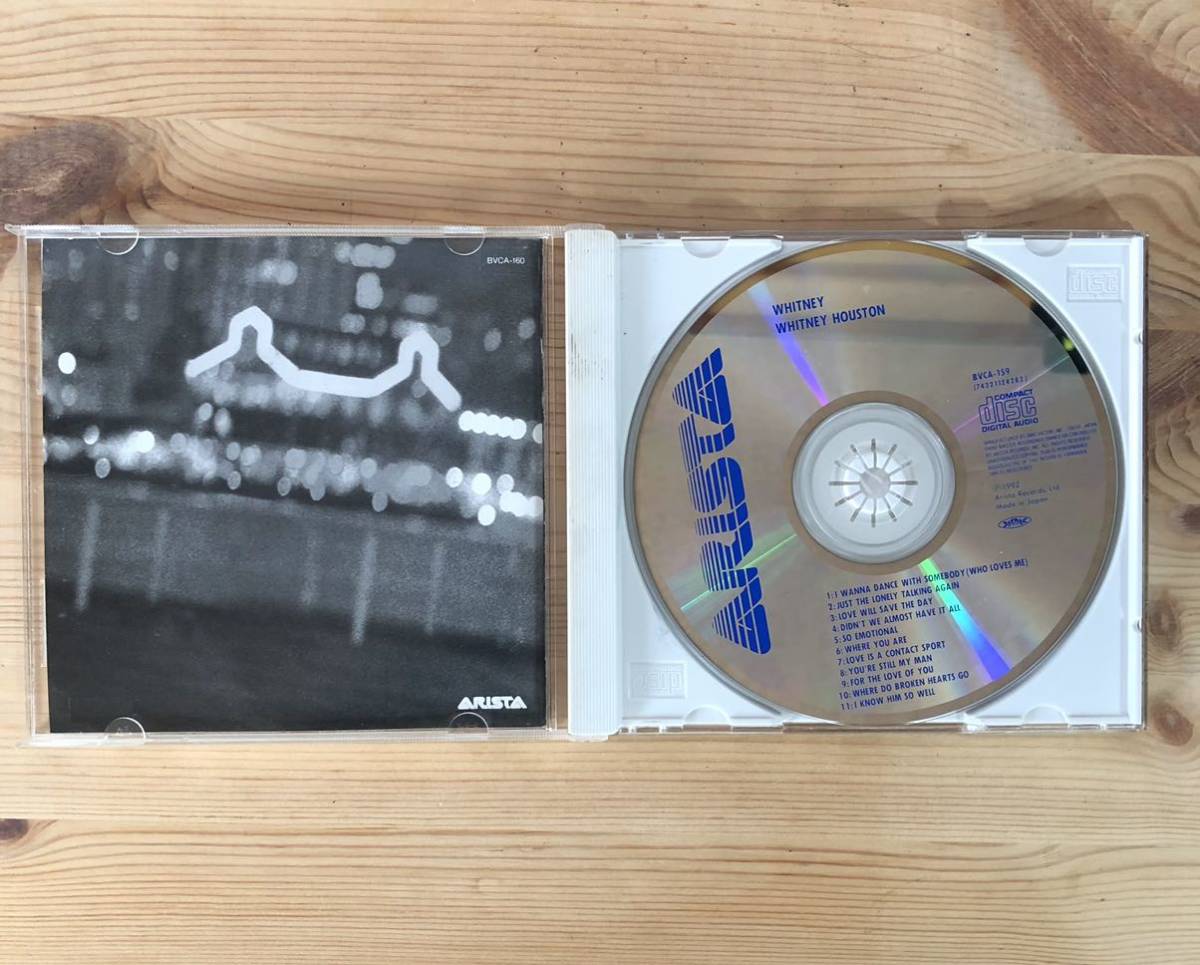 BVCA-160
ARISTA
WHITNEY
WHITNEY HOUSTON
ARISTA
BVCA-159
COMPACT
disc
DIGITAL AUDIO
Ⓟ1992
Arista Records, Ltd.
Made in Japan
1:I WANNA DANCE WITH SOMEBODY(WHO LOVES ME)
2:JUST THE LONELY TALKING AGAIN
3:LOVE WILL SAVE THE DAY
4:DIDN'T WE ALMOST HAVE IT ALL
5:SO EMOTIONAL
6:WHERE YOU ARE
7:LOVE IS A CONTACT SPORT
8:YOU'RE STILL MY MAN
9:FOR THE LOVE OF YOU
10:WHERE DO BROKEN HEARTS GO
11:I KNOW HIM SO WELL
disc
disc